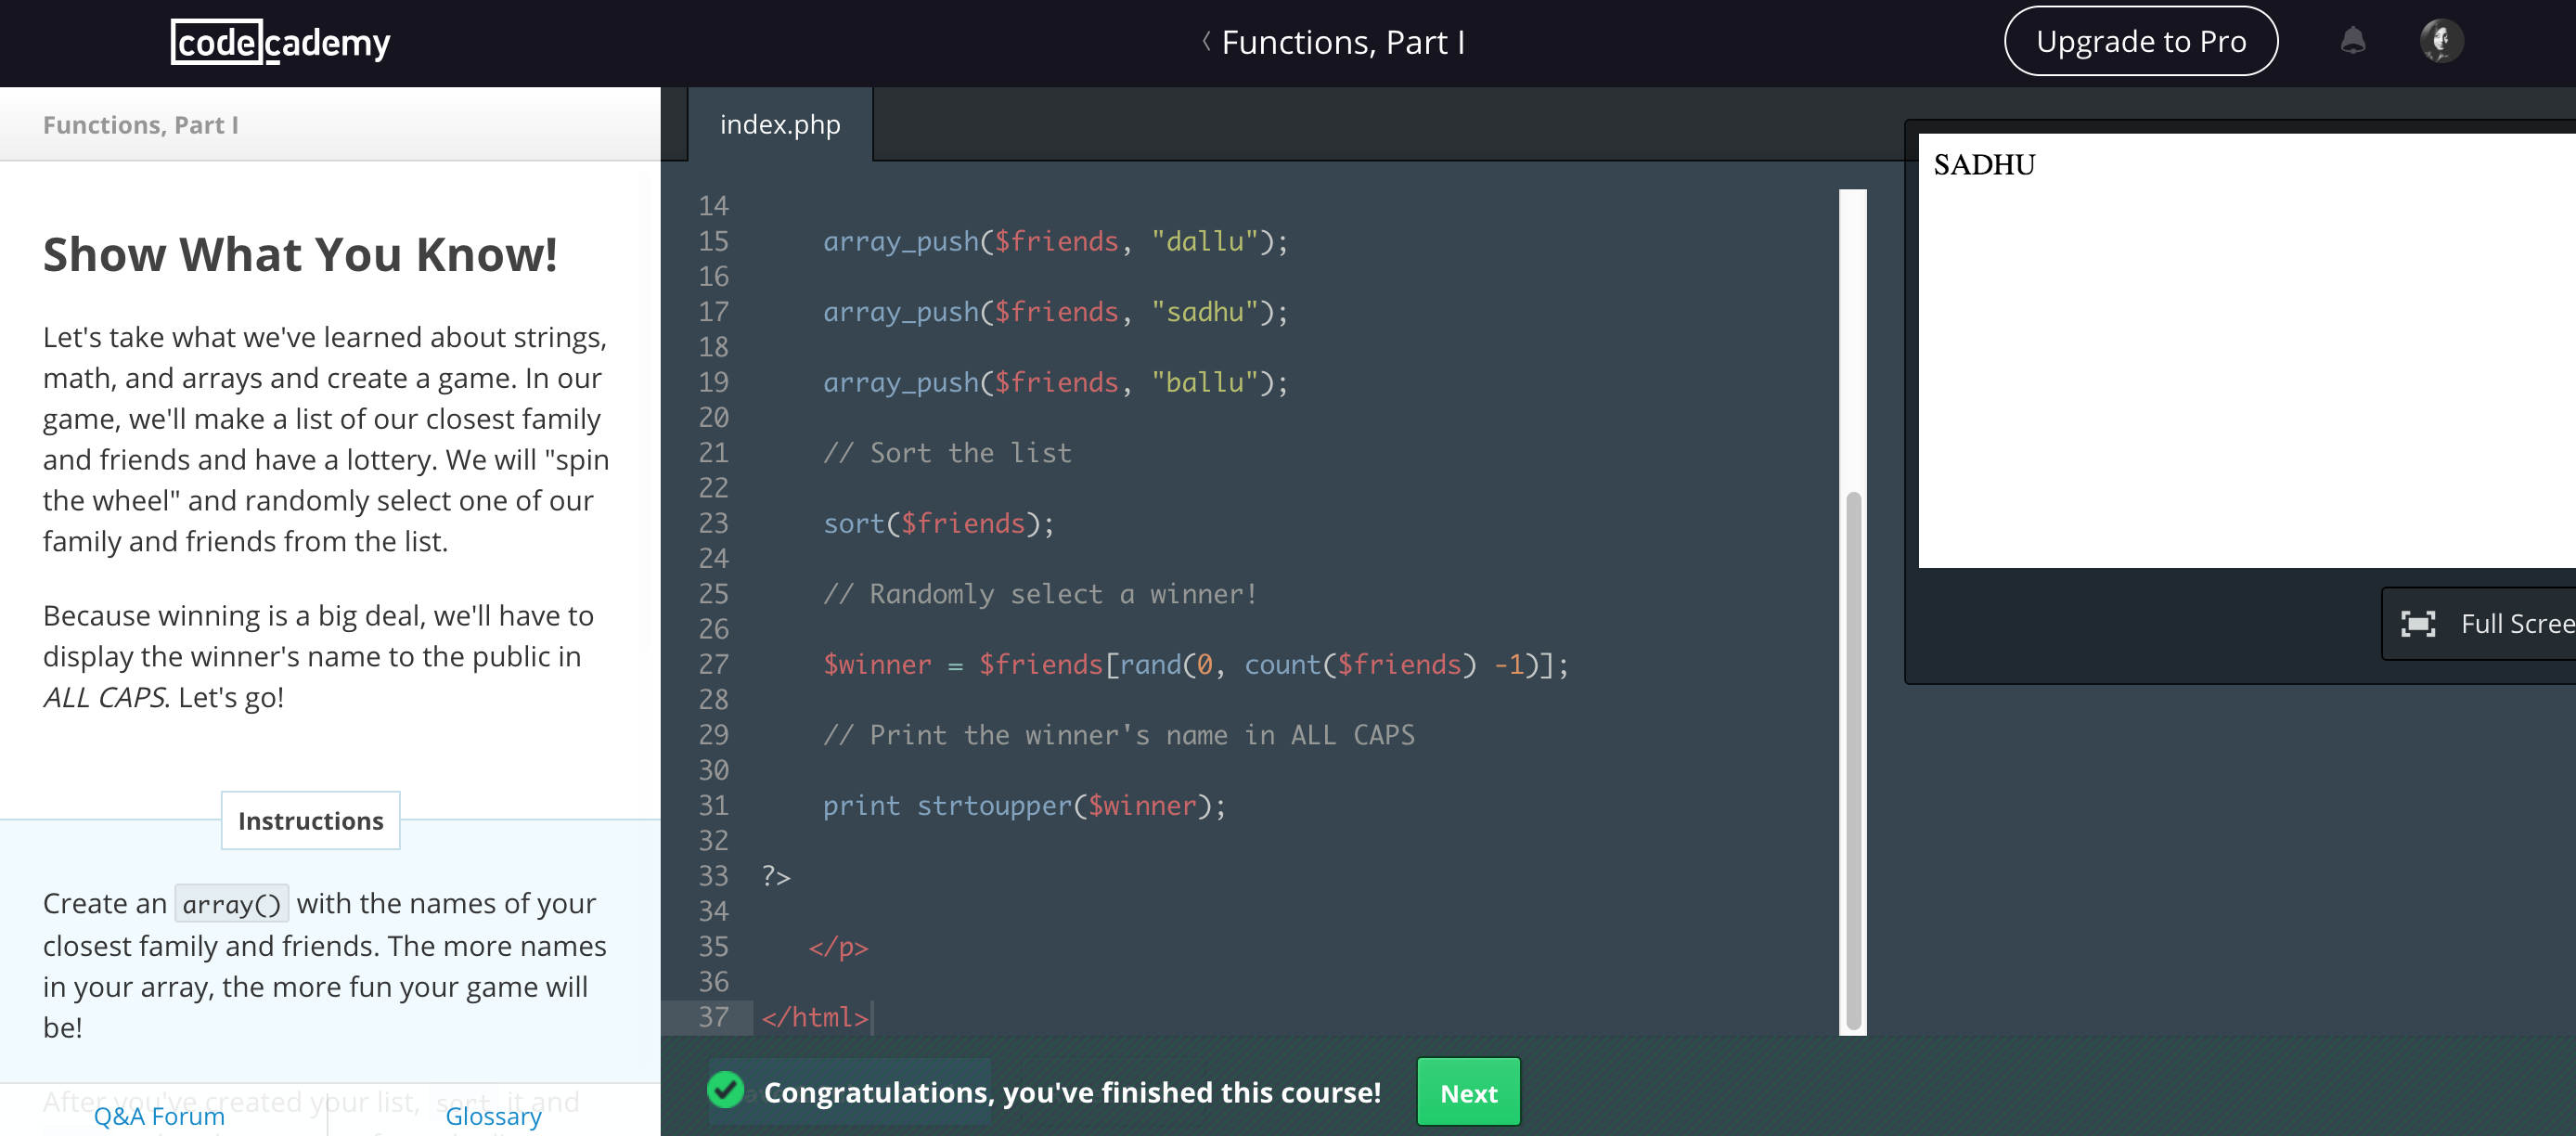 codecademy
Functions, Part I
Upgrade to Pro
Functions, Part I
Show What You Know!
Let's take what we've learned about strings,
math, and arrays and create a game. In our
game, we'll make a list of our closest family
and friends and have a lottery. We will "spin
the wheel" and randomly select one of our
family and friends from the list.
Because winning is a big deal, we'll have to
display the winner's name to the public in
ALL CAPS. Let's go!
Instructions
Create an array() with the names of your
closest family and friends. The more names
in your array, the more fun your game will
be!
After you've created your list, sort it and
Q&A Forum
Glossary
index.php
14
15 array_push($friends, "dallu");
16
17 array_push($friends, "sadhu");
18
19 array_push($friends, "ballu");
20
21 // Sort the list
22
23 sort($friends);
24
25 // Randomly select a winner!
26
27 $winner = $friends[rand(0, count($friends) -1)];
28
29 // Print the winner's name in ALL CAPS
30
31 print strtoupper($winner);
32
33 ?>
34
35 </p>
36
37 </html>
Congratulations, you've finished this course!
Next
SADHU
Full Scree